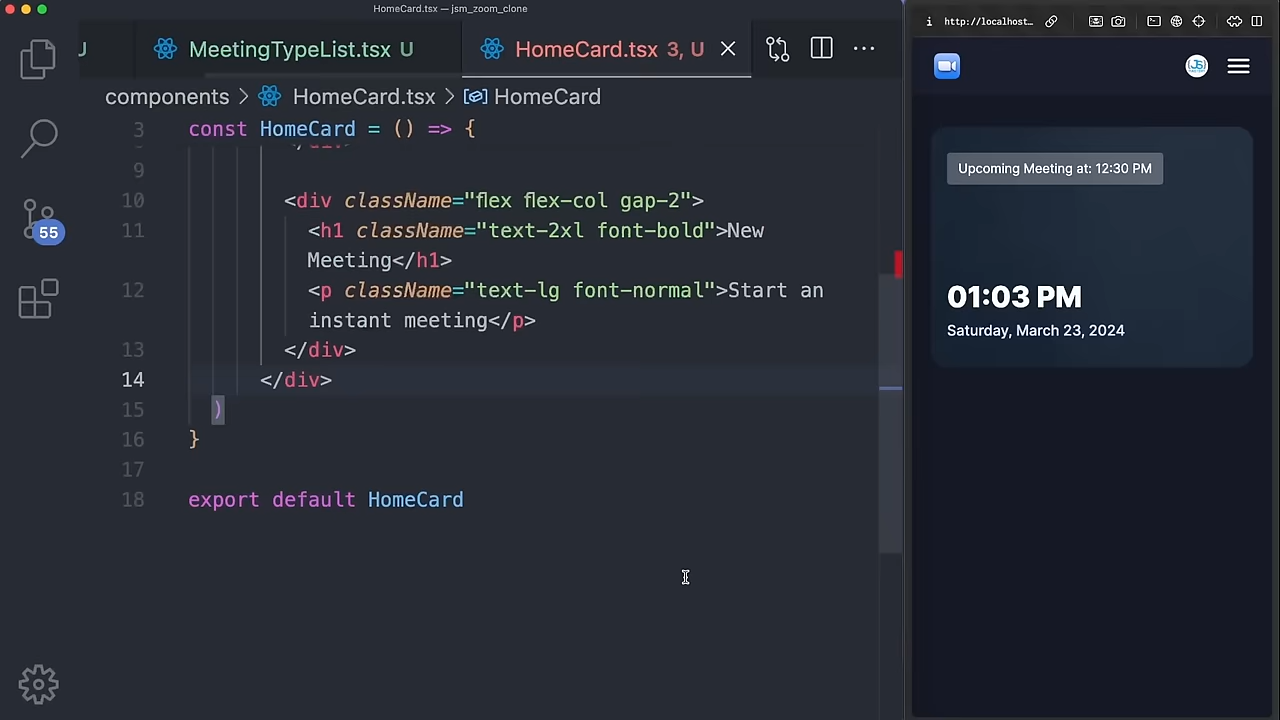 HomeCard.tsx — jsm_zoom_clone
U
MeetingTypeList.tsx U
HomeCard.tsx 3, U
components > HomeCard.tsx > HomeCard
3 const HomeCard = () => {
9
10 <div className="flex flex-col gap-2">
11 <h1 className="text-2xl font-bold">New
Meeting</h1>
12 <p className="text-lg font-normal">Start an
instant meeting</p>
13 </div>
14 </div>
15 )
16 }
17
18 export default HomeCard
55
http://localhost...
Upcoming Meeting at: 12:30 PM
01:03 PM
Saturday, March 23, 2024